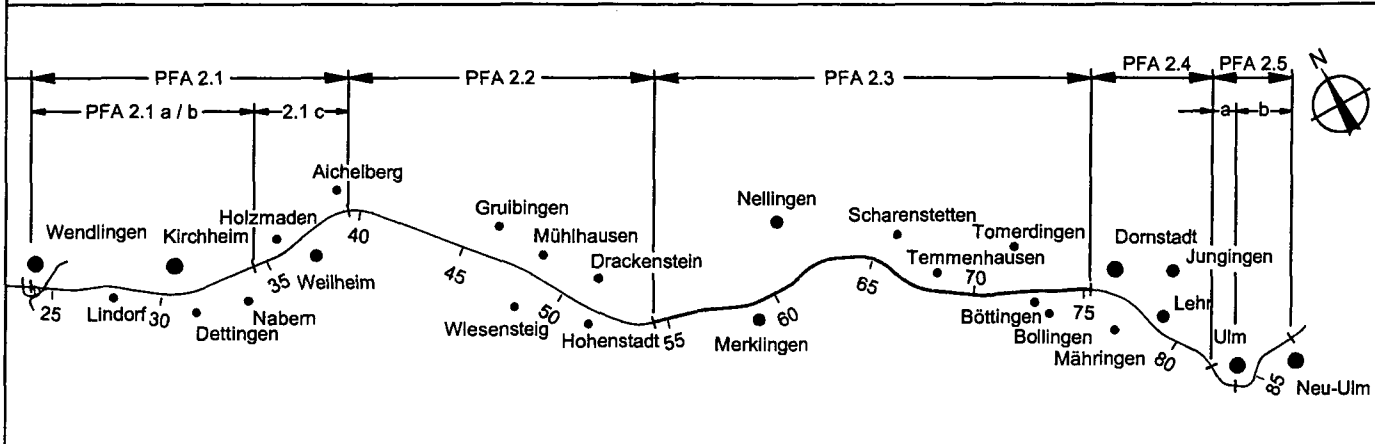 PFA 2.1
PFA 2.2
PFA 2.3
PFA 2.4
PFA 2.5
N
PFA 2.1 a / b
2.1 c
a
b
Aichelberg
Wendlingen
Holzmaden
Kirchheim
Weilheim
Lindorf
Dettingen
Nabern
25
30
35
40
Gruibingen
Mühlhausen
Drackenstein
Wiesensteig
Hohenstadt
45
50
55
Nellingen
Merklingen
60
Scharenstetten
Temmenhausen
Tomerdingen
65
70
75
Böttingen
Bollingen
Mähringen
Dornstadt
Jungingen
Lehr
80
Ulm
85
Neu-Ulm